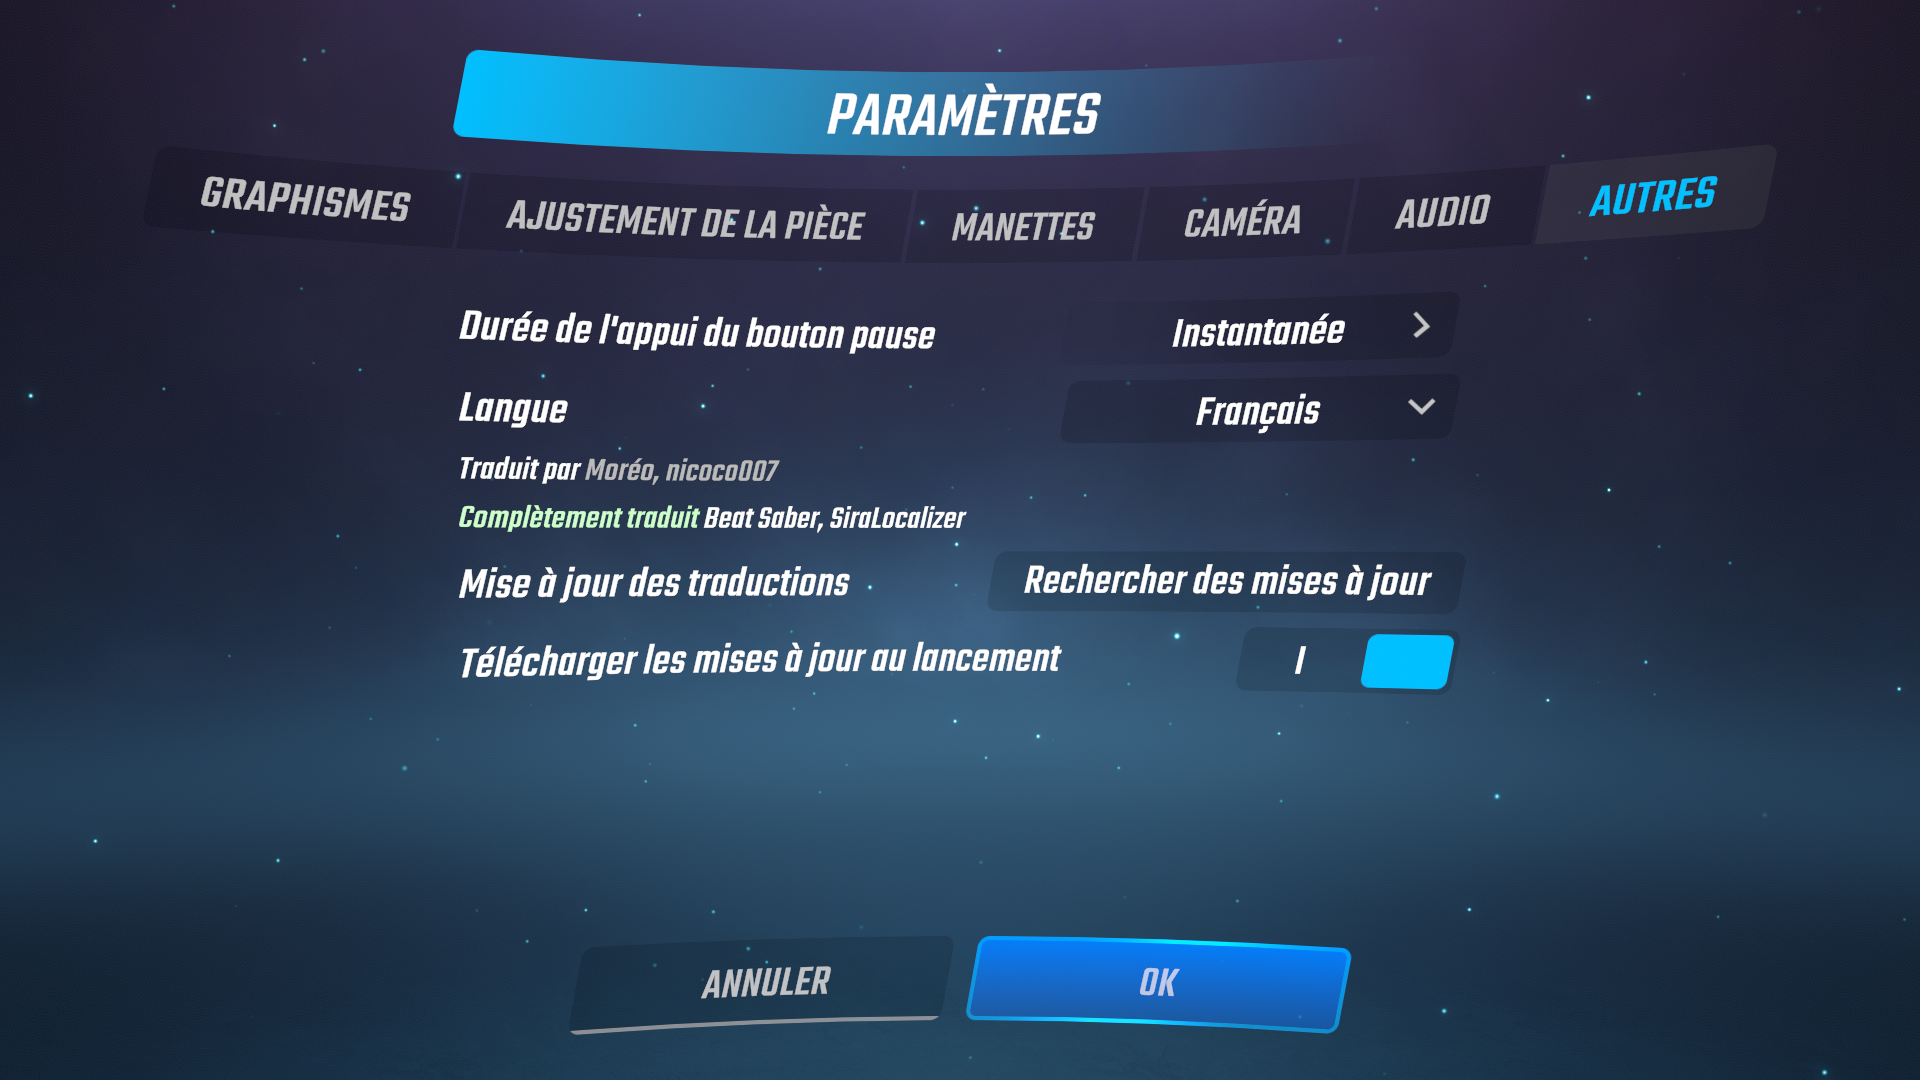 PARAMÈTRES
GRAPHISMES AJUSTEMENT DE LA PIÈCE MANETTES CAMÉRA AUDIO AUTRES
Durée de l'appui du bouton pause Instantanée
Langue Français
Traduit par Moréo, nicoco007
Complètement traduit Beat Saber, SiraLocalizer
Mise à jour des traductions Rechercher des mises à jour
Télécharger les mises à jour au lancement I
ANNULER OK